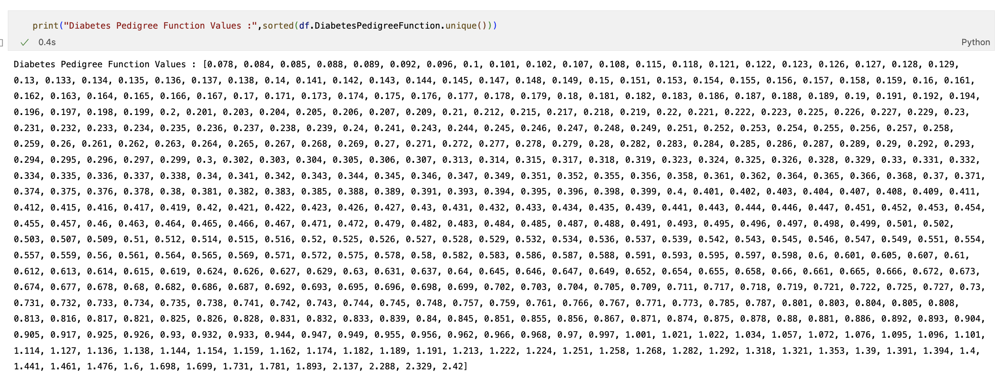 print("Diabetes Pedigree Function Values :",sorted(df.DiabetesPedigreeFunction.unique()))
0.4s
Python
Diabetes Pedigree Function Values : [0.078, 0.084, 0.085, 0.088, 0.089, 0.092, 0.096, 0.1, 0.101, 0.102, 0.107, 0.108, 0.115, 0.118, 0.121, 0.122, 0.123, 0.126, 0.127, 0.128, 0.129,
0.13, 0.133, 0.134, 0.135, 0.136, 0.137, 0.138, 0.14, 0.141, 0.142, 0.143, 0.144, 0.145, 0.147, 0.148, 0.149, 0.15, 0.151, 0.153, 0.154, 0.155, 0.156, 0.157, 0.158, 0.159, 0.16, 0.161,
0.162, 0.163, 0.164, 0.165, 0.166, 0.167, 0.17, 0.171, 0.173, 0.174, 0.175, 0.176, 0.177, 0.178, 0.179, 0.18, 0.181, 0.182, 0.183, 0.186, 0.187, 0.188, 0.189, 0.19, 0.191, 0.192, 0.194,
0.196, 0.197, 0.198, 0.199, 0.2, 0.201, 0.203, 0.204, 0.205, 0.206, 0.207, 0.209, 0.21, 0.212, 0.215, 0.217, 0.218, 0.219, 0.22, 0.221, 0.222, 0.223, 0.225, 0.226, 0.227, 0.229, 0.23,
0.231, 0.232, 0.233, 0.234, 0.235, 0.236, 0.237, 0.238, 0.239, 0.24, 0.241, 0.243, 0.244, 0.245, 0.246, 0.247, 0.248, 0.249, 0.251, 0.252, 0.253, 0.254, 0.255, 0.256, 0.257, 0.258,
0.259, 0.26, 0.261, 0.262, 0.263, 0.264, 0.265, 0.267, 0.268, 0.269, 0.27, 0.271, 0.272, 0.277, 0.278, 0.279, 0.28, 0.282, 0.283, 0.284, 0.285, 0.286, 0.287, 0.289, 0.29, 0.292, 0.293,
0.294, 0.295, 0.296, 0.297, 0.299, 0.3, 0.302, 0.303, 0.304, 0.305, 0.306, 0.307, 0.313, 0.314, 0.315, 0.317, 0.318, 0.319, 0.323, 0.324, 0.325, 0.326, 0.328, 0.329, 0.33, 0.331, 0.332,
0.334, 0.335, 0.336, 0.337, 0.338, 0.34, 0.341, 0.342, 0.343, 0.344, 0.345, 0.346, 0.347, 0.349, 0.351, 0.352, 0.355, 0.356, 0.358, 0.361, 0.362, 0.364, 0.365, 0.366, 0.368, 0.37, 0.371,
0.374, 0.375, 0.376, 0.378, 0.38, 0.381, 0.382, 0.383, 0.385, 0.388, 0.389, 0.391, 0.393, 0.394, 0.395, 0.396, 0.398, 0.399, 0.4, 0.401, 0.402, 0.403, 0.404, 0.407, 0.408, 0.409, 0.411,
0.412, 0.415, 0.416, 0.417, 0.419, 0.42, 0.421, 0.422, 0.423, 0.426, 0.427, 0.43, 0.431, 0.432, 0.433, 0.434, 0.435, 0.439, 0.441, 0.443, 0.444, 0.446, 0.447, 0.451, 0.452, 0.453, 0.454,
0.455, 0.457, 0.46, 0.463, 0.464, 0.465, 0.466, 0.467, 0.471, 0.472, 0.479, 0.482, 0.483, 0.484, 0.485, 0.487, 0.488, 0.491, 0.493, 0.495, 0.496, 0.497, 0.498, 0.499, 0.501, 0.502,
0.503, 0.507, 0.509, 0.51, 0.512, 0.514, 0.515, 0.516, 0.52, 0.525, 0.526, 0.527, 0.528, 0.529, 0.532, 0.534, 0.536, 0.537, 0.539, 0.542, 0.543, 0.545, 0.546, 0.547, 0.549, 0.551, 0.554,
0.557, 0.559, 0.56, 0.561, 0.564, 0.565, 0.569, 0.571, 0.572, 0.575, 0.578, 0.58, 0.582, 0.583, 0.586, 0.587, 0.588, 0.591, 0.593, 0.595, 0.597, 0.598, 0.6, 0.601, 0.605, 0.607, 0.61,
0.612, 0.613, 0.614, 0.615, 0.619, 0.624, 0.626, 0.627, 0.629, 0.63, 0.631, 0.637, 0.64, 0.645, 0.646, 0.647, 0.649, 0.652, 0.654, 0.655, 0.658, 0.66, 0.661, 0.665, 0.666, 0.672, 0.673,
0.674, 0.677, 0.678, 0.68, 0.682, 0.686, 0.687, 0.692, 0.693, 0.695, 0.696, 0.698, 0.699, 0.702, 0.703, 0.704, 0.705, 0.709, 0.711, 0.717, 0.718, 0.719, 0.721, 0.722, 0.725, 0.727, 0.73,
0.731, 0.732, 0.733, 0.734, 0.735, 0.738, 0.741, 0.742, 0.743, 0.744, 0.745, 0.748, 0.757, 0.759, 0.761, 0.766, 0.767, 0.771, 0.773, 0.785, 0.787, 0.801, 0.803, 0.804, 0.805, 0.808,
0.813, 0.816, 0.817, 0.821, 0.825, 0.826, 0.828, 0.831, 0.832, 0.833, 0.839, 0.84, 0.845, 0.851, 0.855, 0.856, 0.867, 0.871, 0.874, 0.875, 0.878, 0.88, 0.881, 0.886, 0.892, 0.893, 0.904,
0.905, 0.917, 0.925, 0.926, 0.93, 0.932, 0.933, 0.944, 0.947, 0.949, 0.955, 0.956, 0.962, 0.966, 0.968, 0.97, 0.997, 1.001, 1.021, 1.022, 1.034, 1.057, 1.072, 1.076, 1.095, 1.096, 1.101,
1.114, 1.127, 1.136, 1.138, 1.144, 1.154, 1.159, 1.162, 1.174, 1.182, 1.189, 1.191, 1.213, 1.222, 1.224, 1.251, 1.258, 1.268, 1.282, 1.292, 1.318, 1.321, 1.353, 1.39, 1.391, 1.394, 1.4,
1.441, 1.461, 1.476, 1.6, 1.698, 1.699, 1.731, 1.781, 1.893, 2.137, 2.288, 2.329, 2.42]